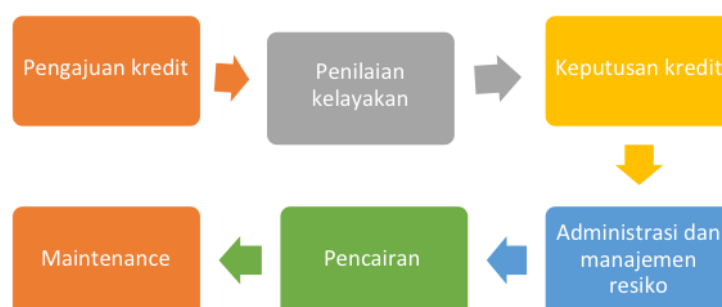 Pengajuan kredit
Penilaian
kelayakan
Keputusan kredit
Maintenance
Pencairan
Administrasi dan
manajemen
resiko